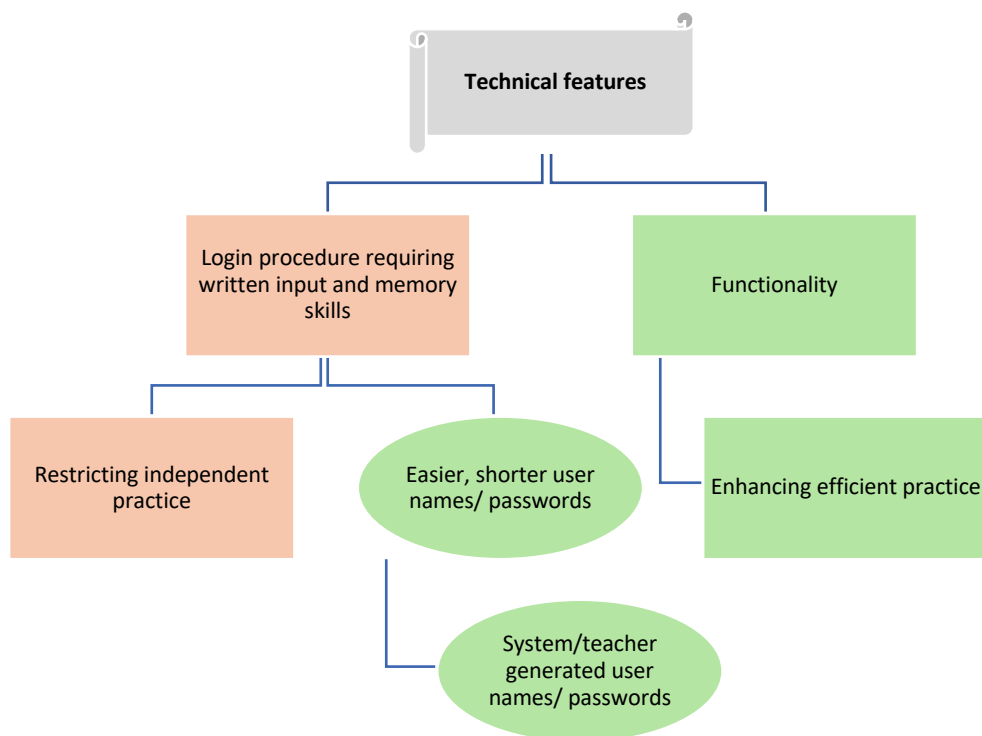 Technical features
Login procedure requiring
written input and memory
skills
Functionality
Restricting independent
practice
Easier, shorter user
names/ passwords
Enhancing efficient practice
System/teacher
generated user
names/ passwords